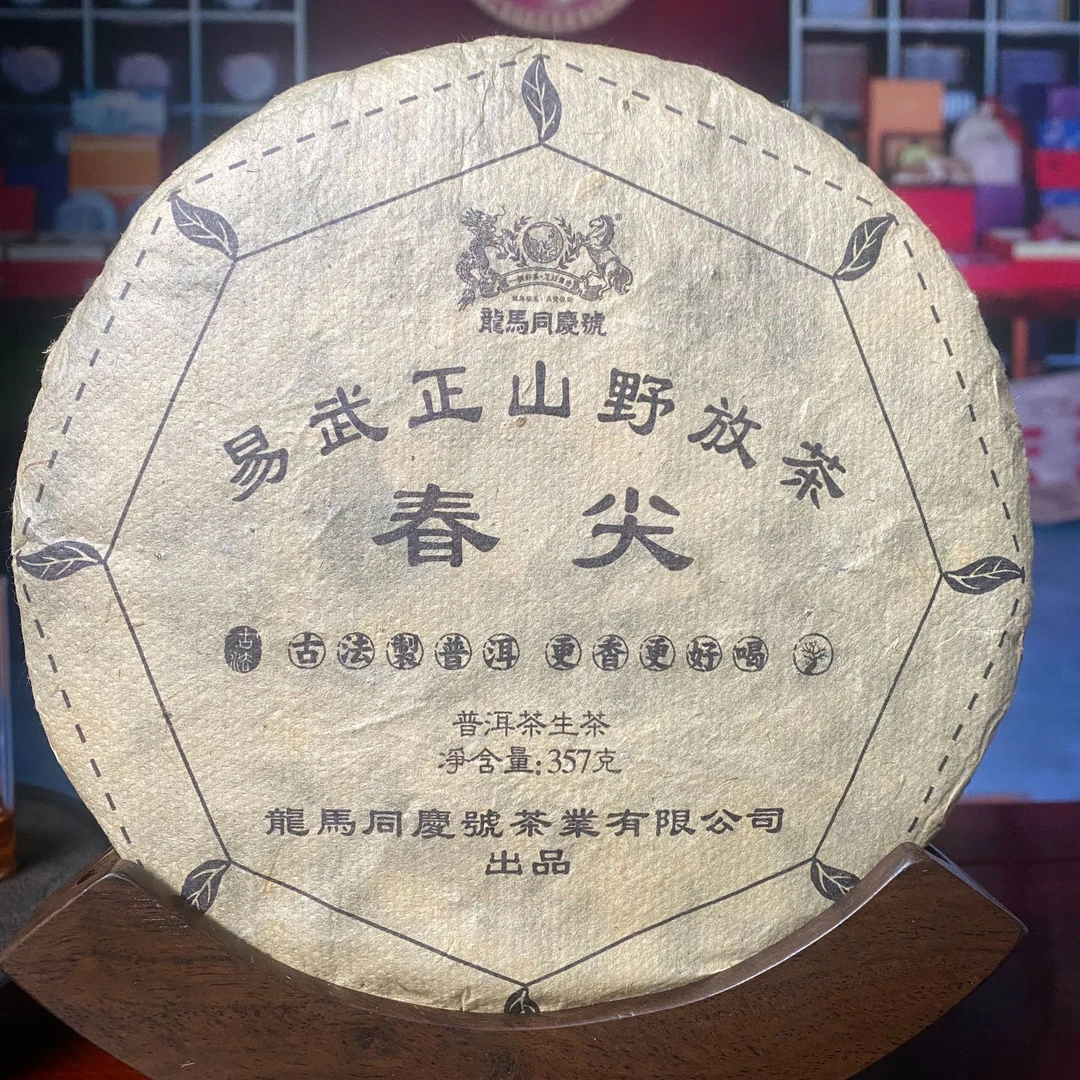 龍馬同慶號
易武正山野放茶
春尖
古法 古法製普洱 更香更好喝
普洱茶生茶
淨含量:357克
龍馬同慶號茶業有限公司
出品